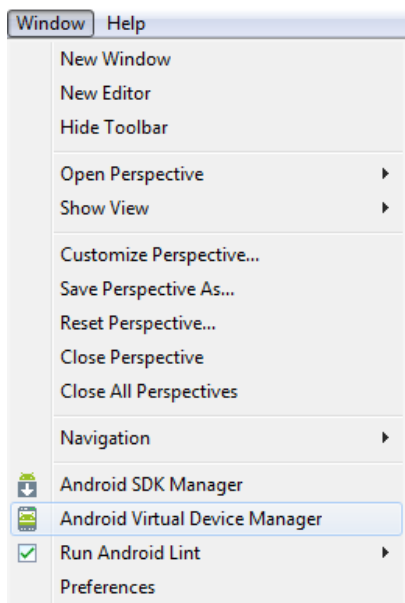 Window Help
New Window
New Editor
Hide Toolbar
Open Perspective
Show View
Customize Perspective...
Save Perspective As...
Reset Perspective...
Close Perspective
Close All Perspectives
Navigation
Android SDK Manager
Android Virtual Device Manager
Run Android Lint
Preferences